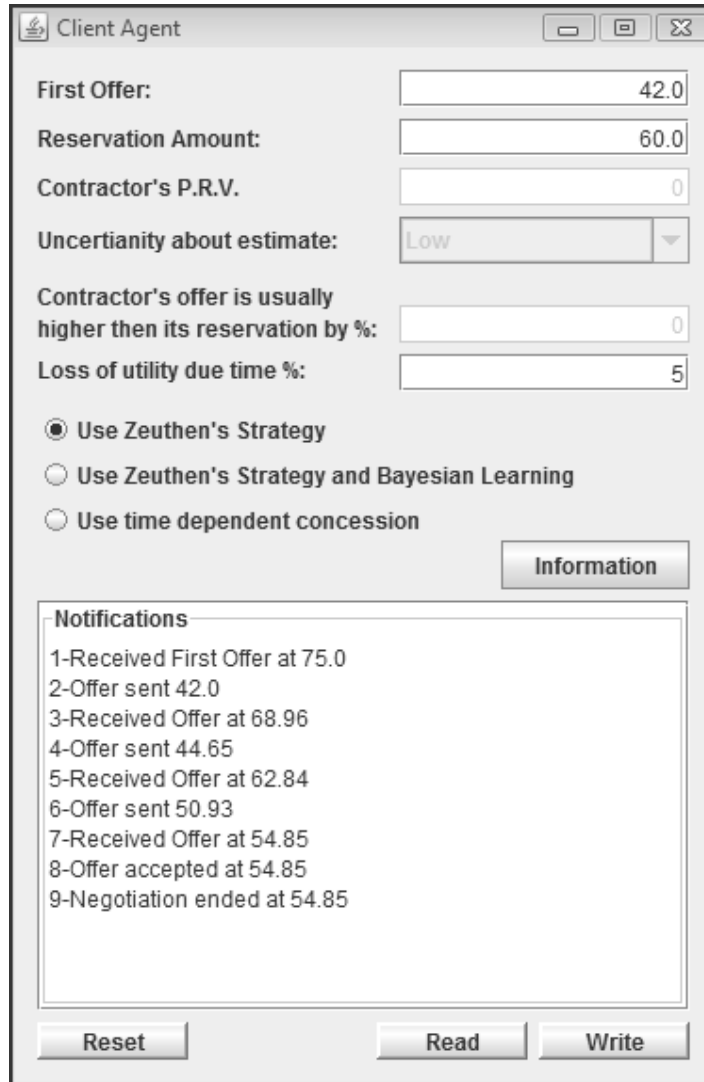 Client Agent
First Offer: 42.0
Reservation Amount: 60.0
Contractor's P.R.V. 0
Uncertianity about estimate: Low
Contractor's offer is usually
higher then its reservation by %: 0
Loss of utility due time %: 5
Use Zeuthen's Strategy
Use Zeuthen's Strategy and Bayesian Learning
Use time dependent concession
Information
Notifications
1-Received First Offer at 75.0
2-Offer sent 42.0
3-Received Offer at 68.96
4-Offer sent 44.65
5-Received Offer at 62.84
6-Offer sent 50.93
7-Received Offer at 54.85
8-Offer accepted at 54.85
9-Negotiation ended at 54.85
Reset Read Write